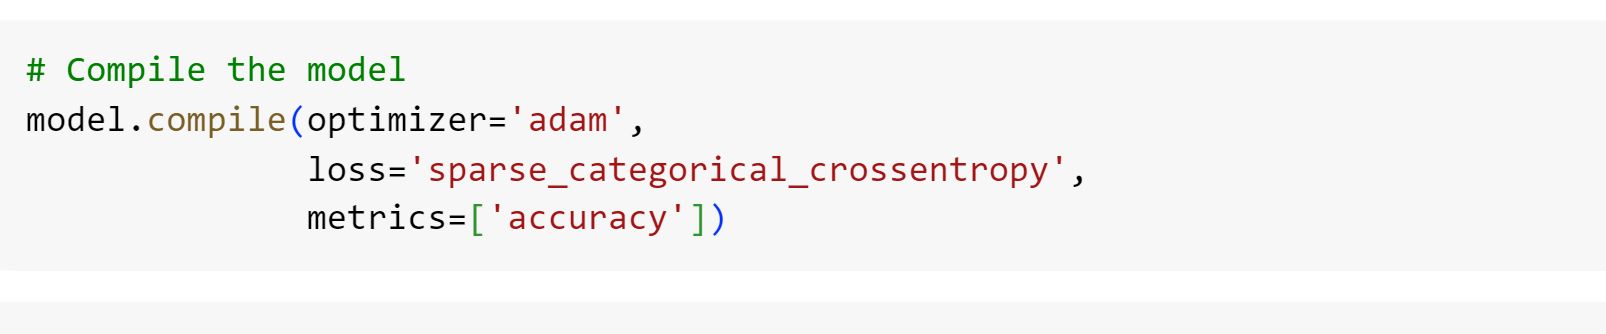 # Compile the model
model.compile(optimizer='adam',
              loss='sparse_categorical_crossentropy',
              metrics=['accuracy'])